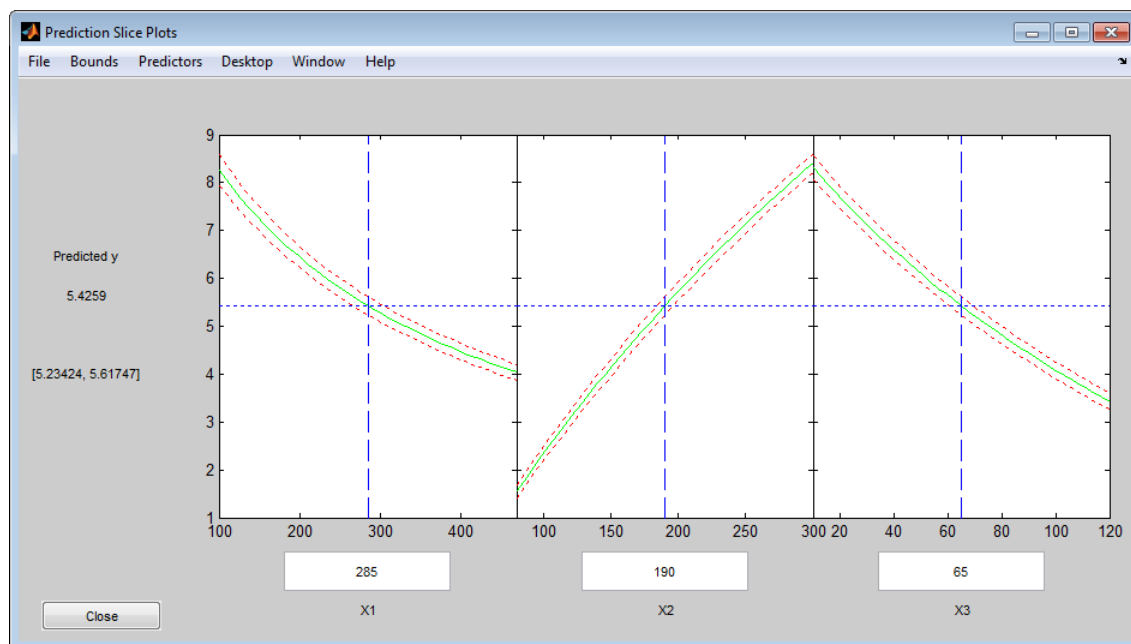 Prediction Slice Plots
File Bounds Predictors Desktop Window Help
9
8
7
6
5
4
3
2
1
Predicted y
5.4259
[5.23424, 5.61747]
100 200 300 400 100 150 200 250 300 20 40 60 80 100 120
285 190 65
X1 X2 X3
Close